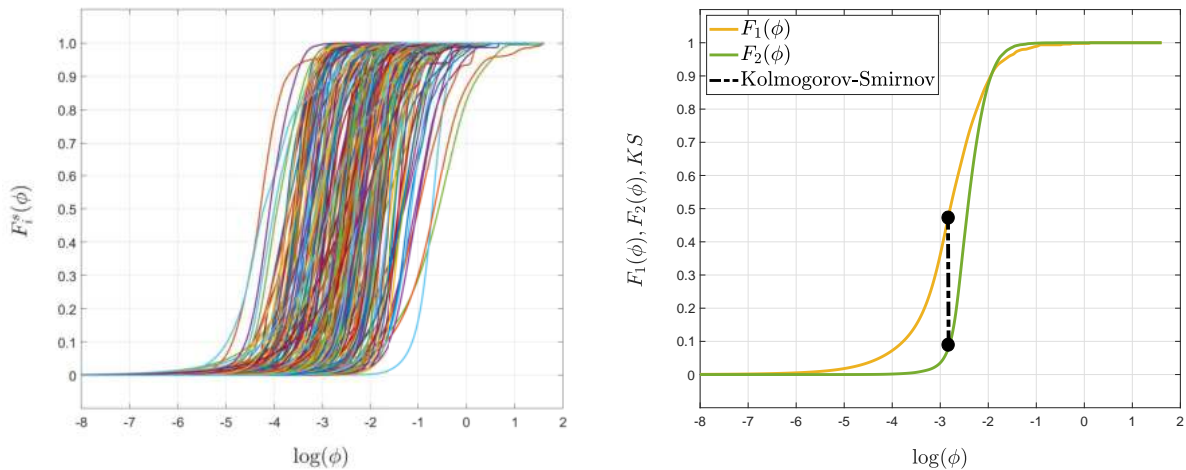 1.0
0.9
0.8
0.7
0.6
0.5
0.4
0.3
0.2
0.1
0
-8 -7 -6 -5 -4 -3 -2 -1 0 1 2
log(ϕ)
F_i^s(ϕ)
F_1(ϕ)
F_2(ϕ)
Kolmogorov-Smirnov
1
0.9
0.8
0.7
0.6
0.5
0.4
0.3
0.2
0.1
0
-8 -7 -6 -5 -4 -3 -2 -1 0 1 2
log(ϕ)
F_1(ϕ), F_2(ϕ), KS